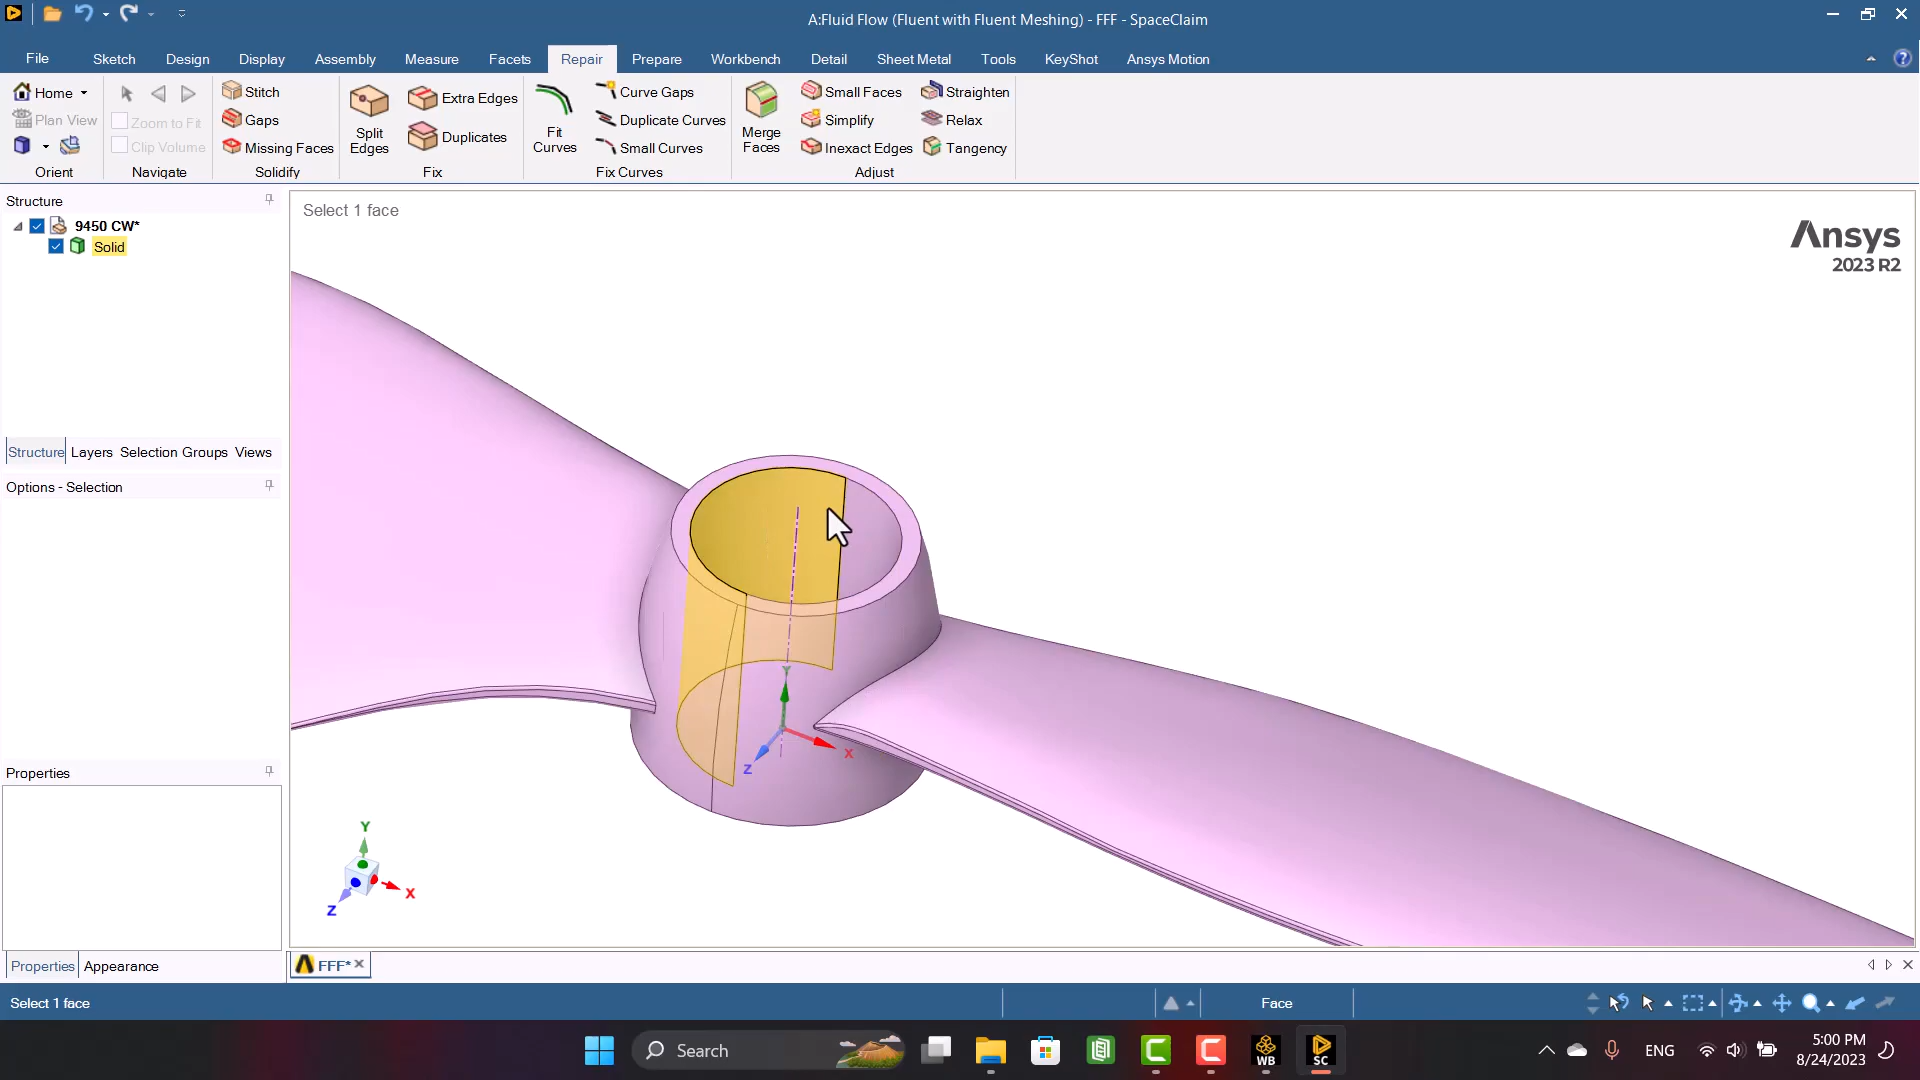 A:Fluid Flow (Fluent with Fluent Meshing) - FFF - SpaceClaim
File Sketch Design Display Assembly Measure Facets Repair Prepare Workbench Detail Sheet Metal Tools KeyShot Ansys Motion
Home
Plan View
Orient
Zoom to Fit
Clip Volume
Navigate
Stitch
Gaps
Missing Faces
Solidify
Split
Edges
Extra Edges
Duplicates
Fix
Fit
Curves
Curve Gaps
Duplicate Curves
Small Curves
Fix Curves
Merge
Faces
Small Faces
Simplify
Inexact Edges
Straighten
Relax
Tangency
Adjust
Structure
9450 CW*
Solid
Structure Layers Selection Groups Views
Options - Selection
Properties
Properties Appearance
Select 1 face
Ansys
2023 R2
Y
X
Z
Y
X
Z
FFF*
Select 1 face
Face
Search
WB
SC
ENG
5:00 PM
8/24/2023